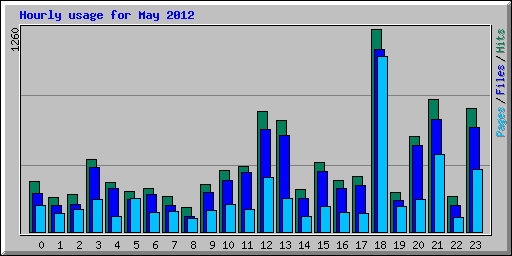 Hourly usage for May 2012
1260
Pages / Files / Hits
0 1 2 3 4 5 6 7 8 9 10 11 12 13 14 15 16 17 18 19 20 21 22 23